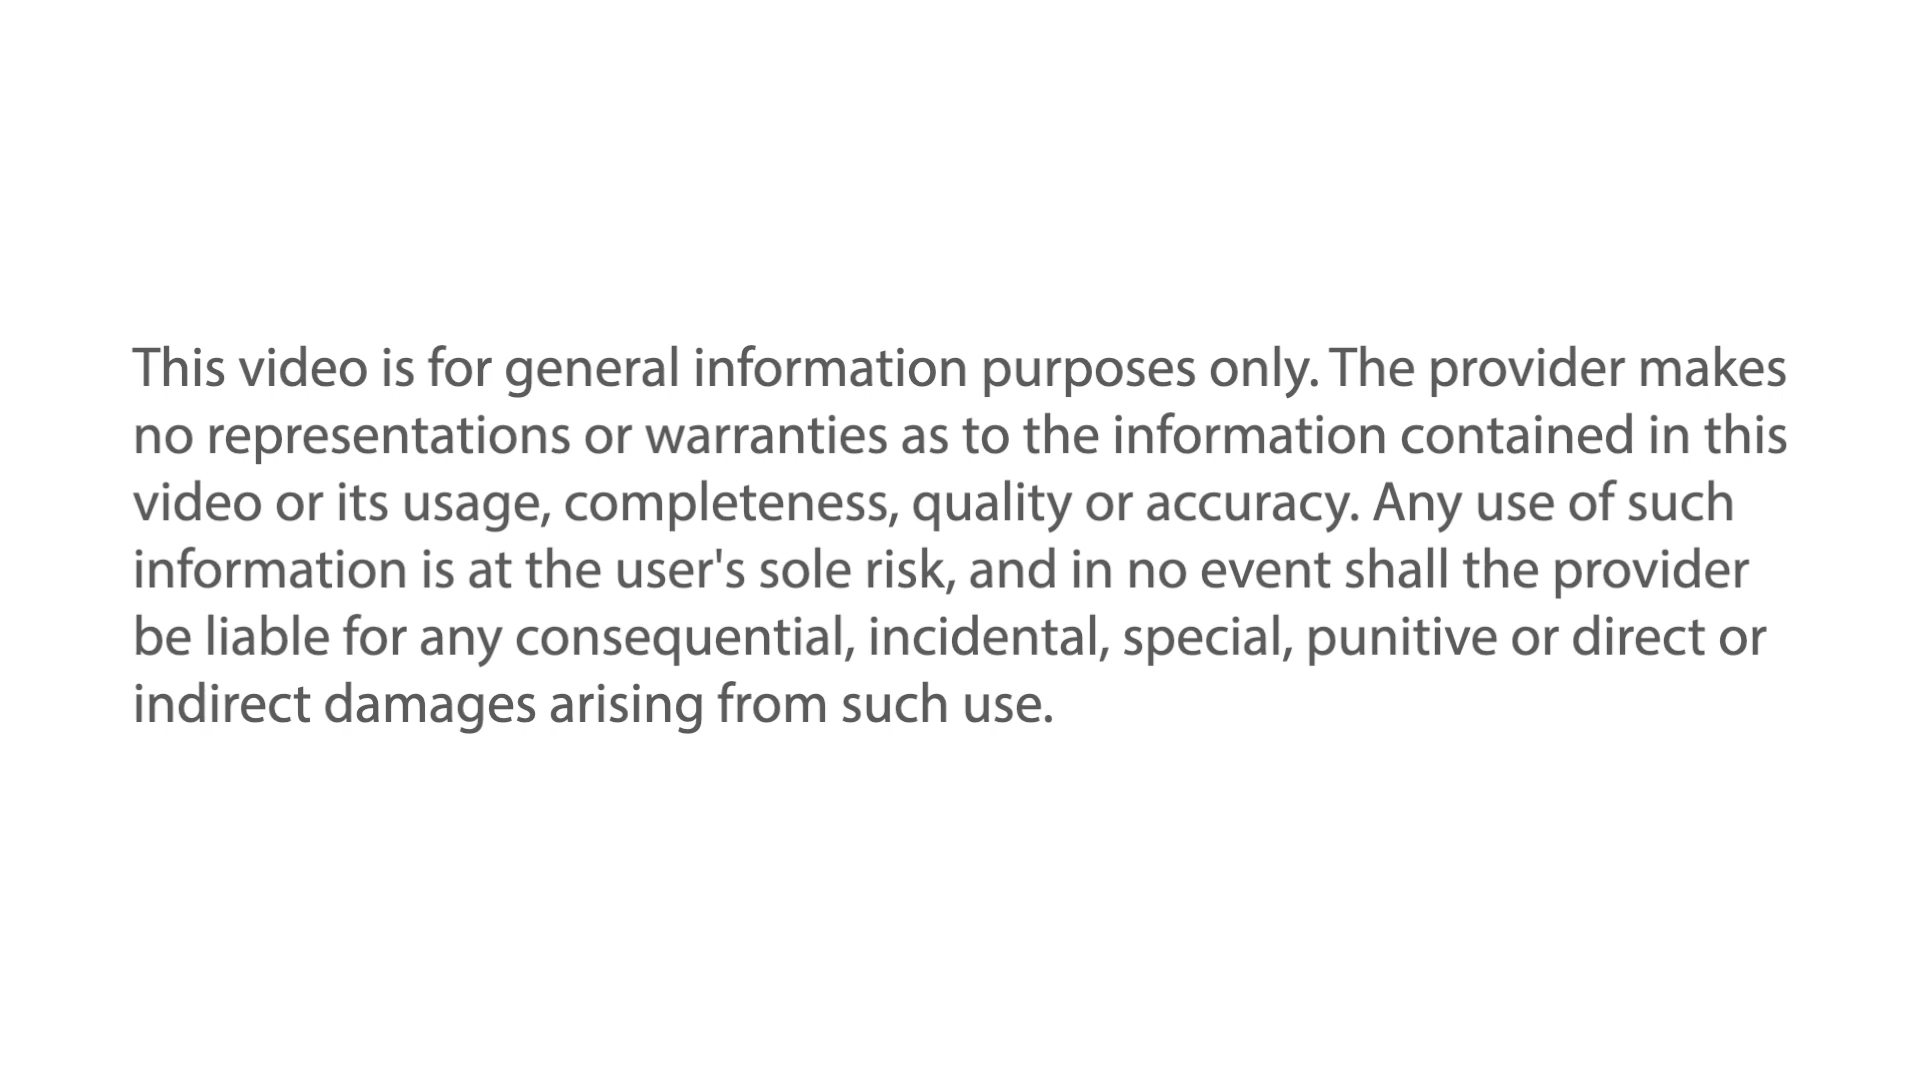 This video is for general information purposes only. The provider makes
no representations or warranties as to the information contained in this
video or its usage, completeness, quality or accuracy. Any use of such
information is at the user's sole risk, and in no event shall the provider
be liable for any consequential, incidental, special, punitive or direct or
indirect damages arising from such use.